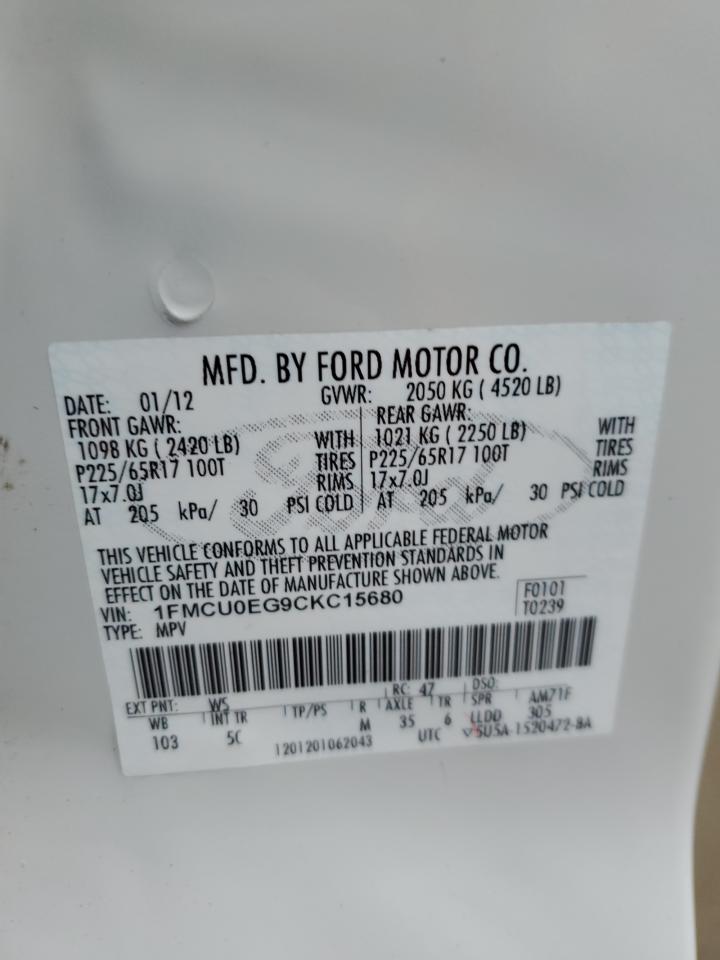 MFD. BY FORD MOTOR CO.
DATE: 01/12 GVWR: 2050 KG ( 4520 LB)
FRONT GAWR: REAR GAWR:
1098 KG ( 2420 LB) WITH 1021 KG ( 2250 LB) WITH
P225/65R17 100T TIRES P225/65R17 100T TIRES
17x7.0J RIMS 17x7.0J RIMS
AT 205 kPa/ 30 PSI COLD AT 205 kPa/ 30 PSI COLD
Ford
THIS VEHICLE CONFORMS TO ALL APPLICABLE FEDERAL MOTOR
VEHICLE SAFETY AND THEFT PREVENTION STANDARDS IN
EFFECT ON THE DATE OF MANUFACTURE SHOWN ABOVE.
VIN: 1FMCU0EG9CKC15680 F0101
TYPE: MPV T0239
EXT PNT: WS RC: 47 DSO:
WB INT TR TP/PS R AXLE TR SPR AM71F
103 5C M 35 6 LLDD 305
1201201062043 UTC 5U5A-1520472-BA